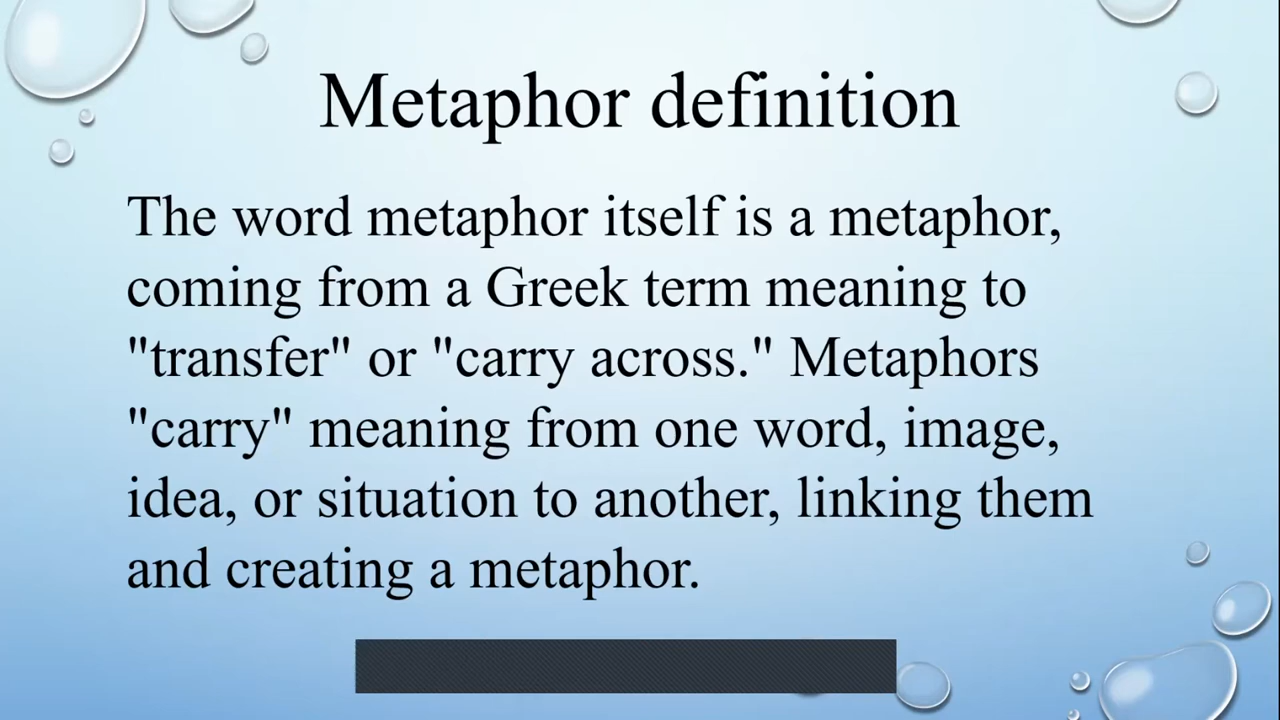 Metaphor definition
The word metaphor itself is a metaphor,
coming from a Greek term meaning to
"transfer" or "carry across." Metaphors
"carry" meaning from one word, image,
idea, or situation to another, linking them
and creating a metaphor.